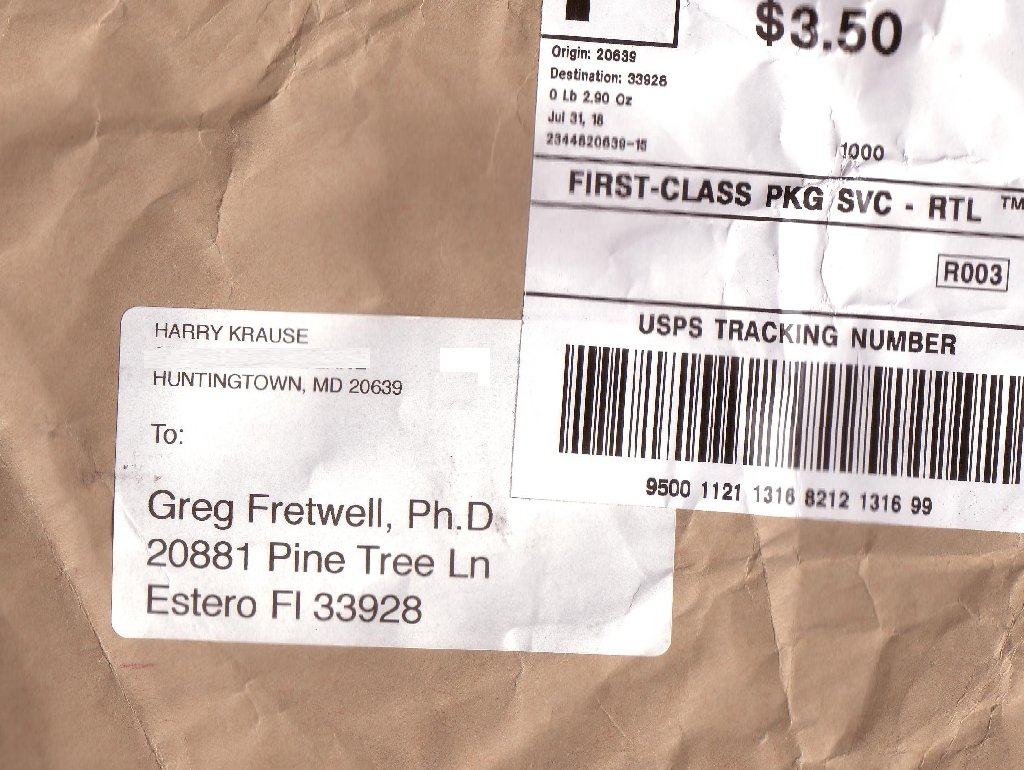 $3.50
Origin: 20639
Destination: 33928
0 Lb 2.90 Oz
Jul 31, 18
2344820639-15
1000
FIRST-CLASS PKG SVC - RTL ™
R003
USPS TRACKING NUMBER
9500 1121 1316 8212 1316 99
HARRY KRAUSE
HUNTINGTOWN, MD 20639
To:
Greg Fretwell, Ph.D
20881 Pine Tree Ln
Estero Fl 33928